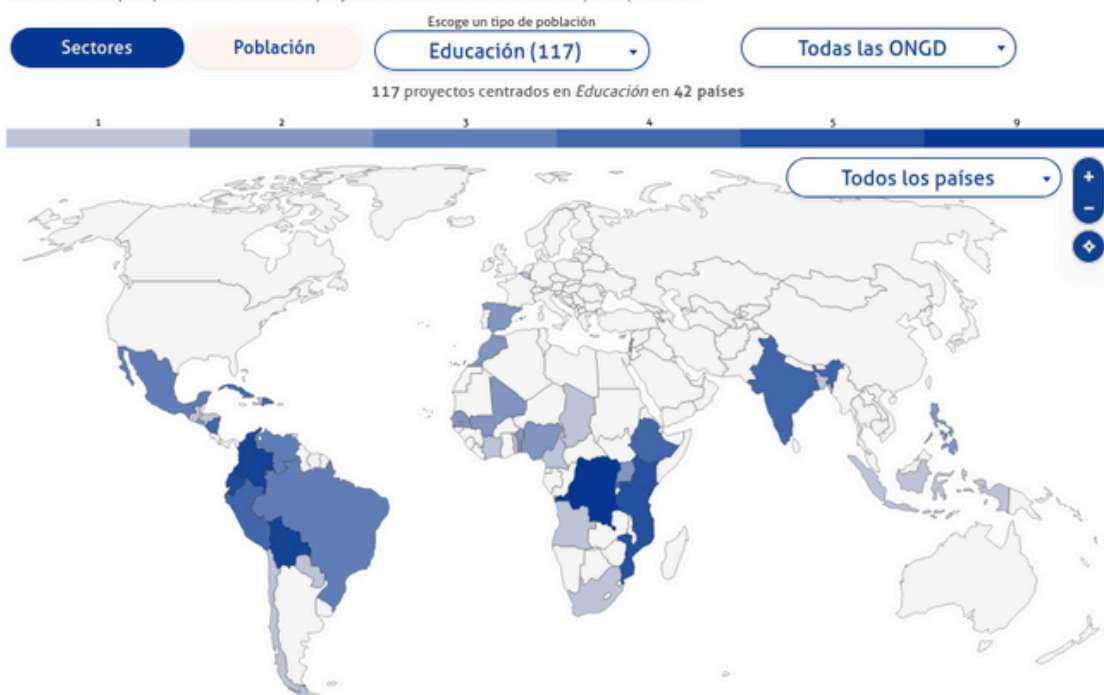 Escoge un tipo de población
Sectores
Población
Educación (117)
Todas las ONGD
117 proyectos centrados en Educación en 42 países
1 2 3 4 5 9
Todos los países
+
−